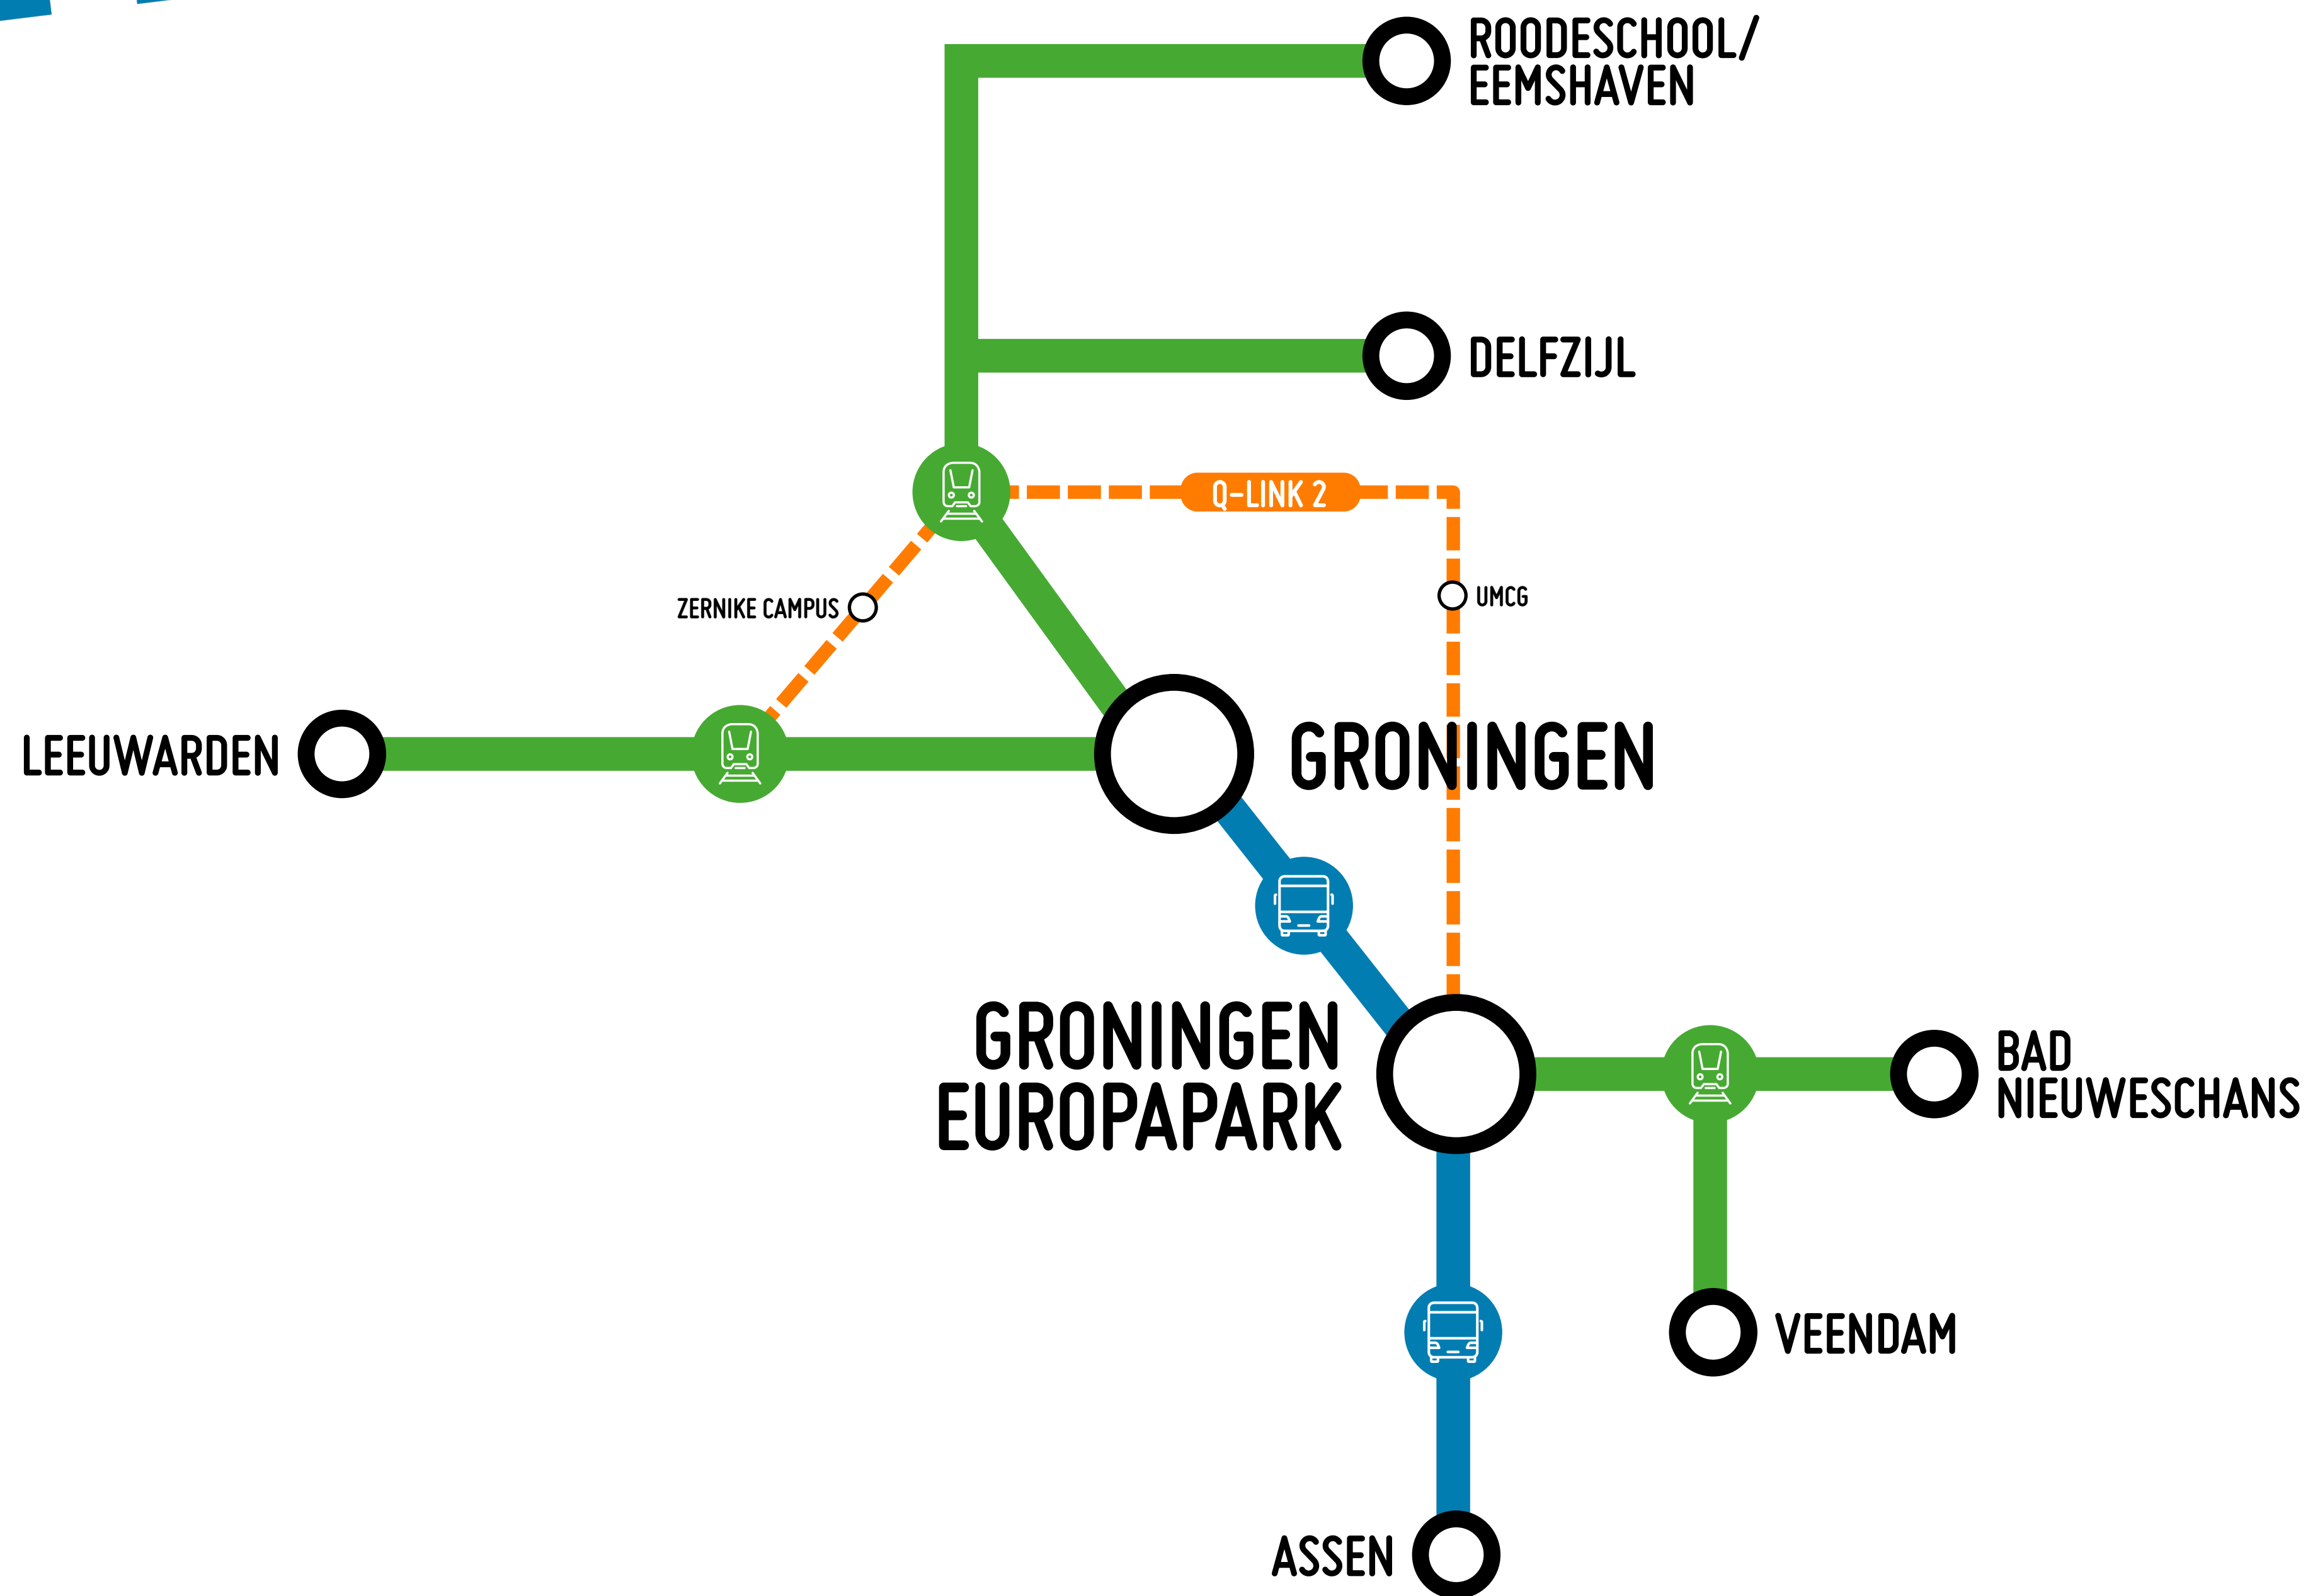 ROODESCHOOL/
EEMSHAVEN
DELFZIJL
Q-LINK 2
ZERNIKE CAMPUS
UMCG
LEEUWARDEN
GRONINGEN
GRONINGEN
EUROPAPARK
BAD
NIEUWESCHANS
VEENDAM
ASSEN